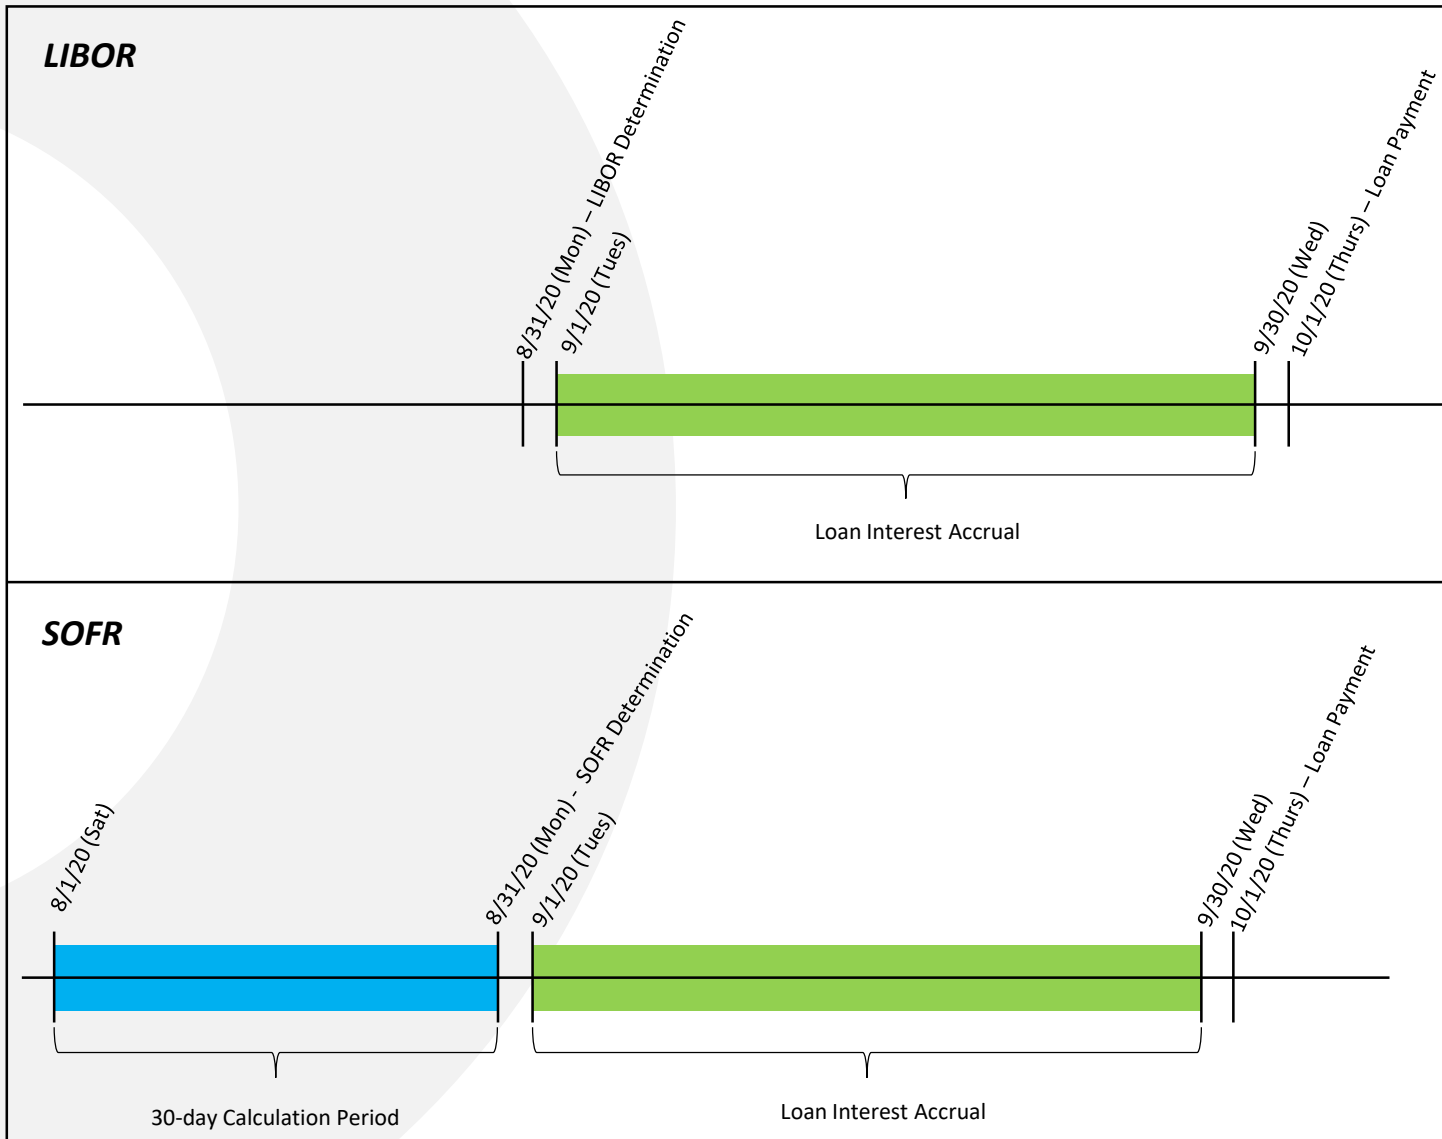 LIBOR
8/31/20 (Mon) – LIBOR Determination
9/1/20 (Tues)
9/30/20 (Wed)
10/1/20 (Thurs) – Loan Payment
Loan Interest Accrual
SOFR
8/1/20 (Sat)
8/31/20 (Mon) - SOFR Determination
9/1/20 (Tues)
9/30/20 (Wed)
10/1/20 (Thurs) – Loan Payment
30-day Calculation Period
Loan Interest Accrual